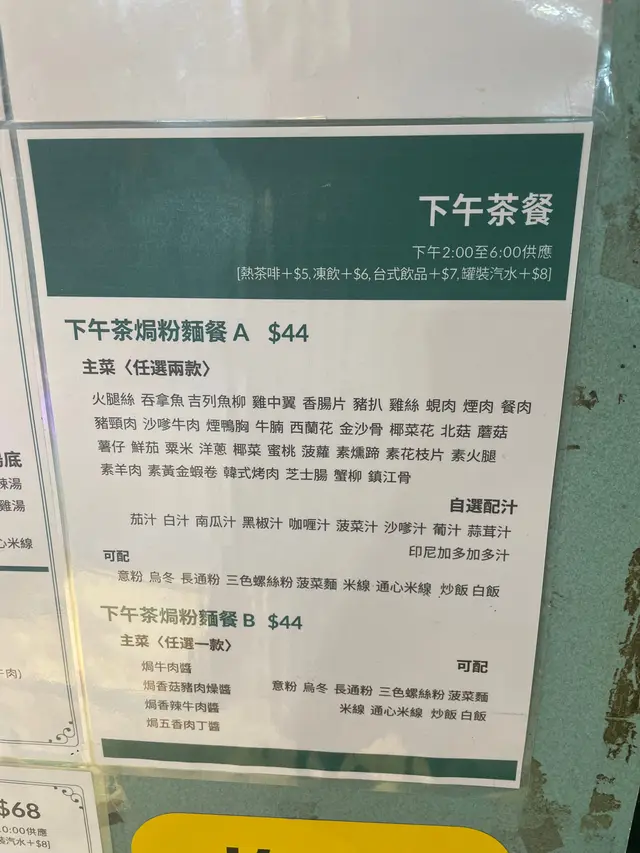 下午茶餐
下午2:00至6:00供應
[熱茶啡+$5, 凍飲+$6, 台式飲品+$7, 罐裝汽水+$8]
下午茶焗粉麵餐 A $44
主菜〈任選兩款〉
火腿絲 吞拿魚 吉列魚柳 雞中翼 香腸片 豬扒 雞絲 蜆肉 煙肉 餐肉
豬頸肉 沙嗲牛肉 煙鴨胸 牛腩 西蘭花 金沙骨 椰菜花 北菇 蘑菇
薯仔 鮮茄 粟米 洋蔥 椰菜 蜜桃 菠蘿 素燻蹄 素花枝片 素火腿
素羊肉 素黃金蝦卷 韓式烤肉 芝士腸 蟹柳 鎮江骨
自選配汁
茄汁 白汁 南瓜汁 黑椒汁 咖喱汁 菠菜汁 沙嗲汁 葡汁 蒜茸汁
印尼加多加多汁
可配
意粉 烏冬 長通粉 三色螺絲粉 菠菜麵 米線 通心米線 炒飯 白飯
下午茶焗粉麵餐 B $44
主菜〈任選一款〉
焗牛肉醬
焗香菇豬肉燥醬
焗香辣牛肉醬
焗五香肉丁醬
可配
意粉 烏冬 長通粉 三色螺絲粉 菠菜麵
米線 通心米線 炒飯 白飯
底
辣湯
雞湯
心米線
牛肉)
$68
0:00供應
裝汽水+$8]